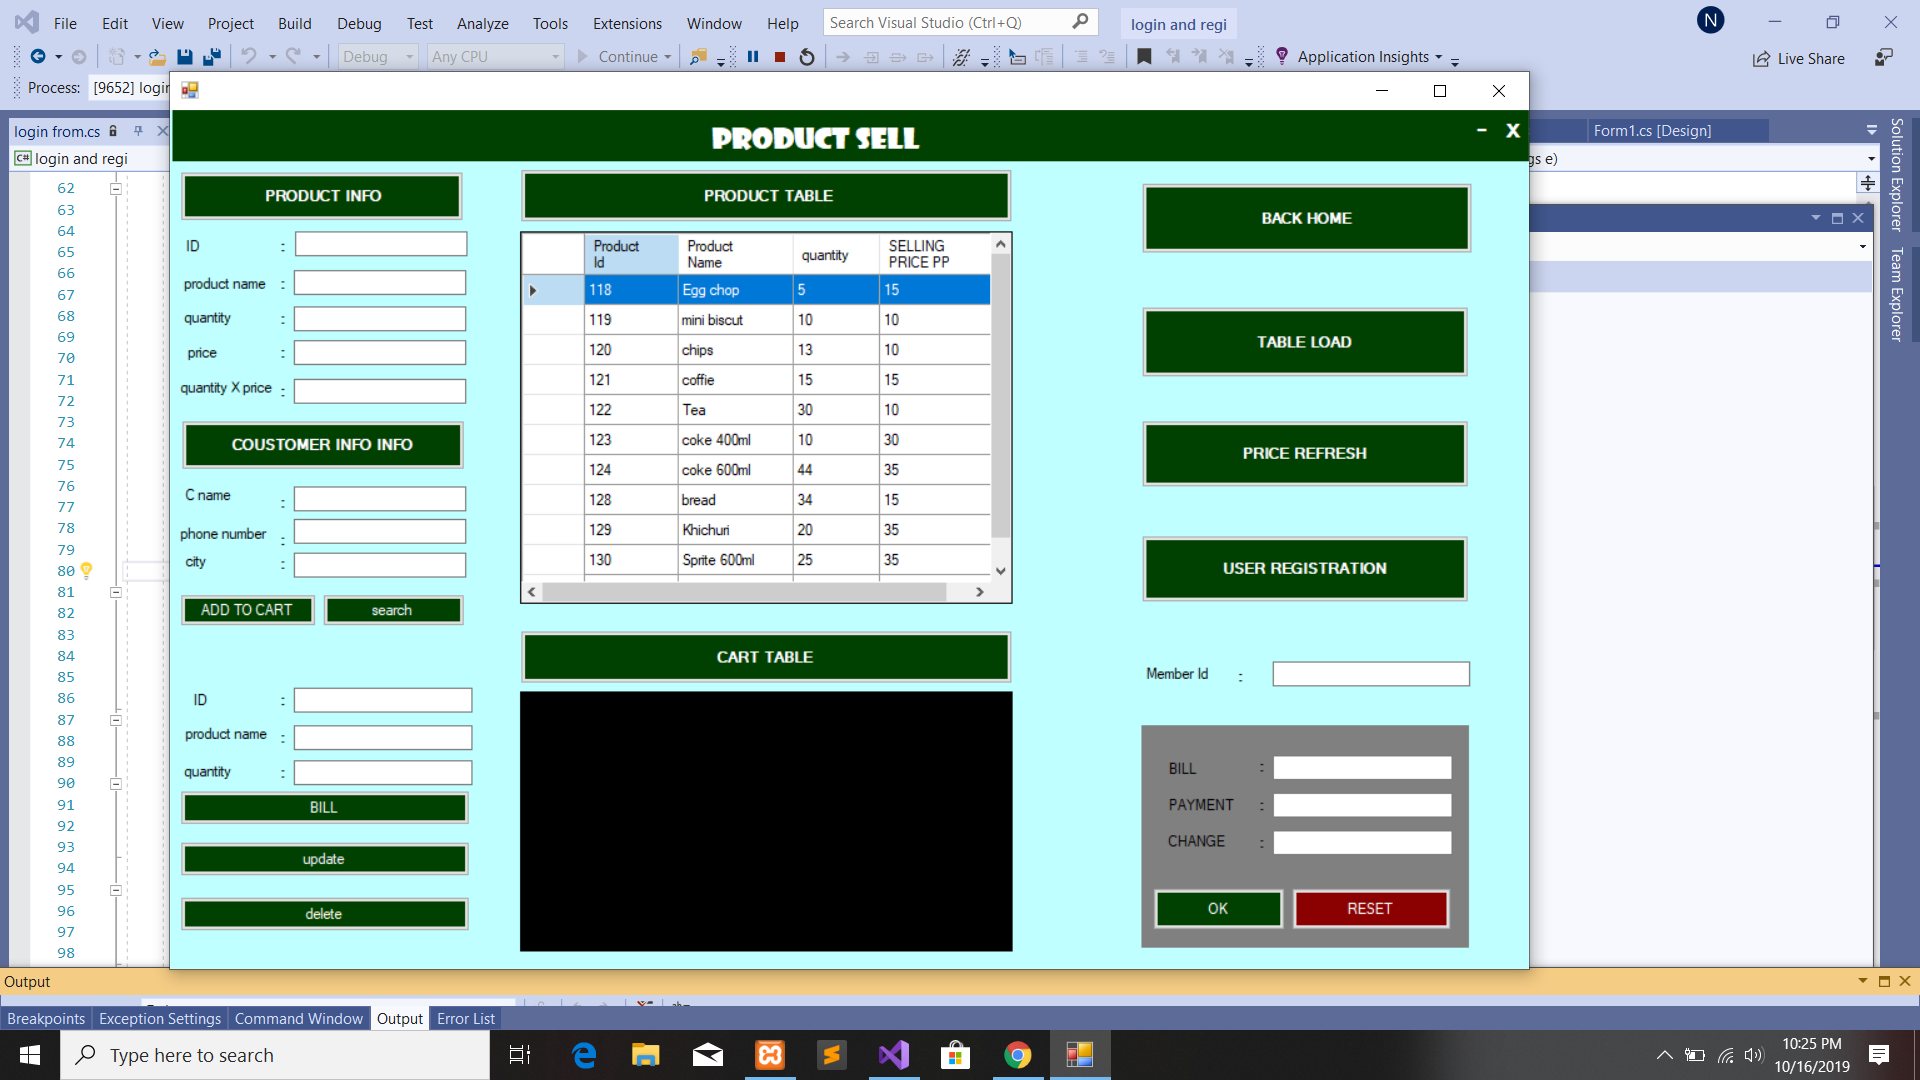 File Edit View Project Build Debug Test Analyze Tools Extensions Window Help Search Visual Studio (Ctrl+Q) login and regi N
Debug Any CPU Continue Application Insights Live Share
Process: [9652] login
login from.cs Form1.cs [Design]
C# login and regi gs e)
PRODUCT SELL - X
PRODUCT INFO
ID :
product name :
quantity :
price :
quantity X price :
COUSTOMER INFO INFO
C name :
phone number :
city :
ADD TO CART search
ID :
product name :
quantity :
BILL
update
delete
PRODUCT TABLE
Product Id Product Name quantity SELLING PRICE PP
118 Egg chop 5 15
119 mini biscut 10 10
120 chips 13 10
121 coffie 15 15
122 Tea 30 10
123 coke 400ml 10 30
124 coke 600ml 44 35
128 bread 34 15
129 Khichuri 20 35
130 Sprite 600ml 25 35
CART TABLE
BACK HOME
TABLE LOAD
PRICE REFRESH
USER REGISTRATION
Member Id :
BILL :
PAYMENT :
CHANGE :
OK RESET
62
63
64
65
66
67
68
69
70
71
72
73
74
75
76
77
78
79
80
81
82
83
84
85
86
87
88
89
90
91
92
93
94
95
96
97
98
Solution Explorer
Team Explorer
Output
Breakpoints Exception Settings Command Window Output Error List
Type here to search
10:25 PM
10/16/2019